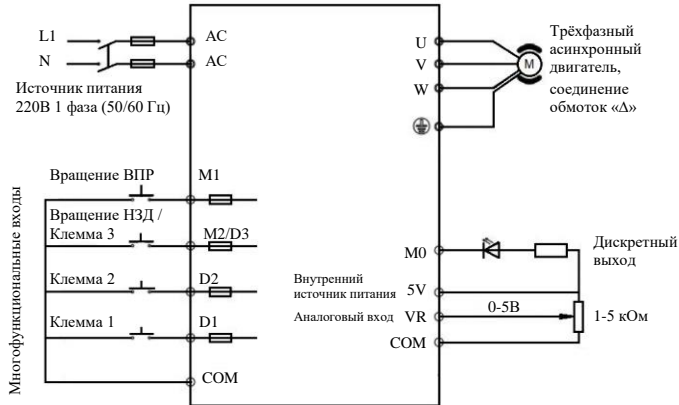 L1
AC
N
AC
Источник питания
220В 1 фаза (50/60 Гц)
U
V
W
M
Трёхфазный
асинхронный
двигатель,
соединение
обмоток «Δ»
Многофункциональные входы
Вращение ВПР
M1
Вращение НЗД /
Клемма 3
M2/D3
Клемма 2
D2
Клемма 1
D1
COM
M0
Дискретный
выход
Внутренний
источник питания
5V
Аналоговый вход
VR
0-5В
1-5 кОм
COM